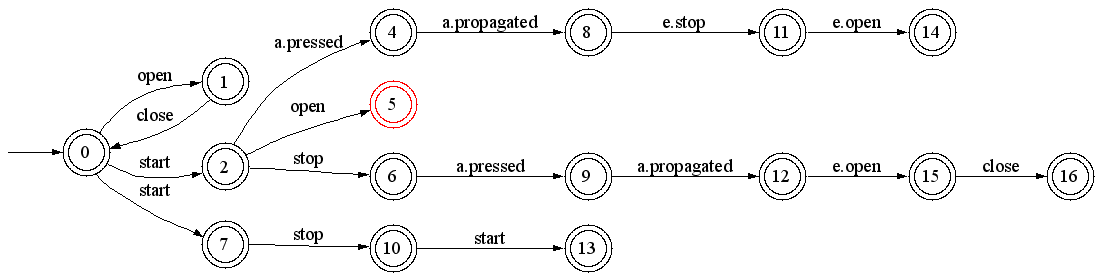 a.pressed
4
a.propagated
8
e.stop
11
e.open
14
open
1
close
open
5
0
start
2
stop
6
a.pressed
9
a.propagated
12
e.open
15
close
16
start
7
stop
10
start
13